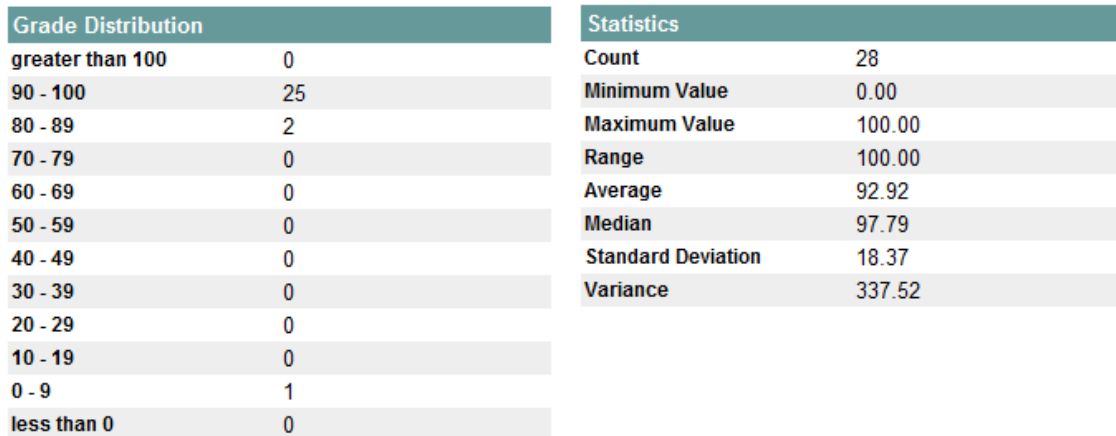 Grade Distribution
greater than 100 0
90 - 100 25
80 - 89 2
70 - 79 0
60 - 69 0
50 - 59 0
40 - 49 0
30 - 39 0
20 - 29 0
10 - 19 0
0 - 9 1
less than 0 0
Statistics
Count 28
Minimum Value 0.00
Maximum Value 100.00
Range 100.00
Average 92.92
Median 97.79
Standard Deviation 18.37
Variance 337.52